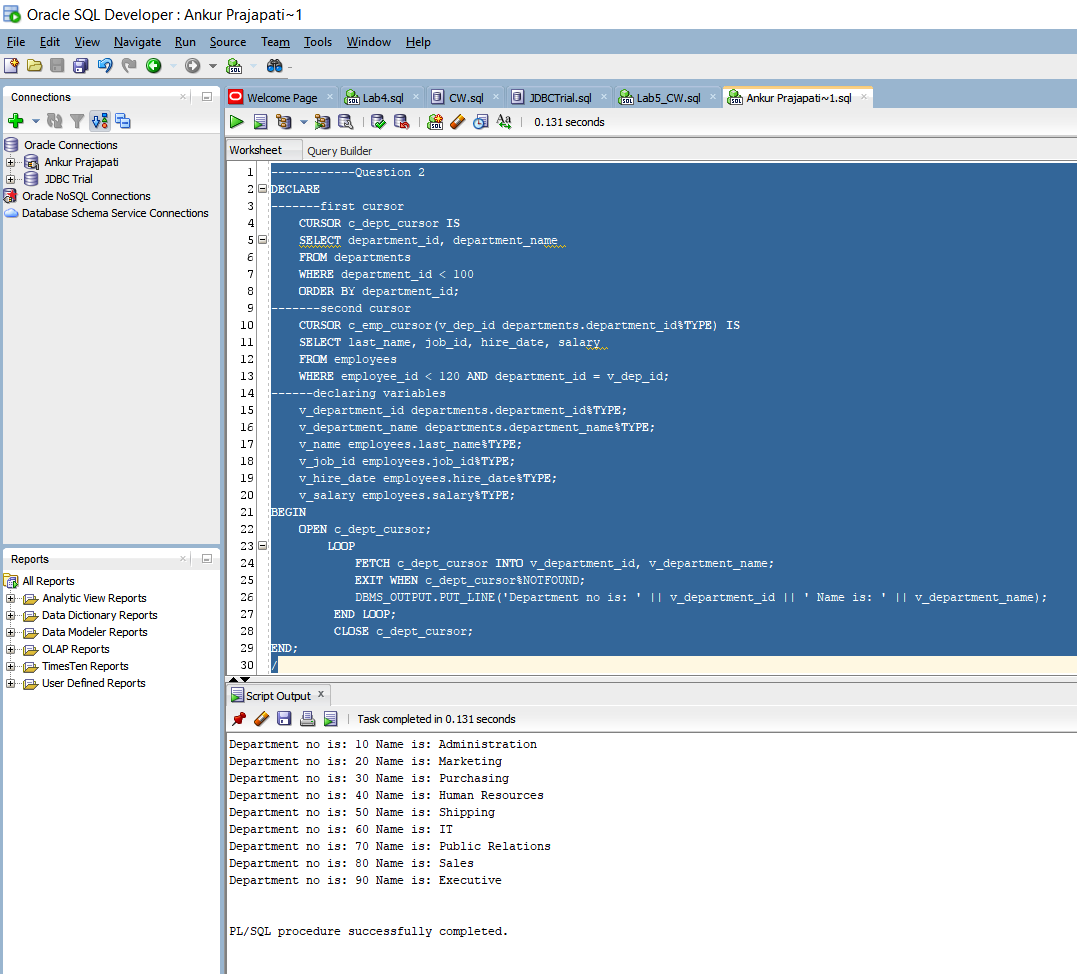 Oracle SQL Developer : Ankur Prajapati~1
File Edit View Navigate Run Source Team Tools Window Help
Connections
Oracle Connections
Ankur Prajapati
JDBC Trial
Oracle NoSQL Connections
Database Schema Service Connections
Reports
All Reports
Analytic View Reports
Data Dictionary Reports
Data Modeler Reports
OLAP Reports
TimesTen Reports
User Defined Reports
Welcome Page Lab4.sql CW.sql JDBCTrial.sql Lab5_CW.sql Ankur Prajapati~1.sql
0.131 seconds
Worksheet Query Builder
1 ------------Question 2
2 DECLARE
3 -------first cursor
4 CURSOR c_dept_cursor IS
5 SELECT department_id, department_name
6 FROM departments
7 WHERE department_id < 100
8 ORDER BY department_id;
9 -------second cursor
10 CURSOR c_emp_cursor(v_dep_id departments.department_id%TYPE) IS
11 SELECT last_name, job_id, hire_date, salary
12 FROM employees
13 WHERE employee_id < 120 AND department_id = v_dep_id;
14 ------declaring variables
15 v_department_id departments.department_id%TYPE;
16 v_department_name departments.department_name%TYPE;
17 v_name employees.last_name%TYPE;
18 v_job_id employees.job_id%TYPE;
19 v_hire_date employees.hire_date%TYPE;
20 v_salary employees.salary%TYPE;
21 BEGIN
22 OPEN c_dept_cursor;
23 LOOP
24 FETCH c_dept_cursor INTO v_department_id, v_department_name;
25 EXIT WHEN c_dept_cursor%NOTFOUND;
26 DBMS_OUTPUT.PUT_LINE('Department no is: ' || v_department_id || ' Name is: ' || v_department_name);
27 END LOOP;
28 CLOSE c_dept_cursor;
29 END;
30 /
Script Output
Task completed in 0.131 seconds
Department no is: 10 Name is: Administration
Department no is: 20 Name is: Marketing
Department no is: 30 Name is: Purchasing
Department no is: 40 Name is: Human Resources
Department no is: 50 Name is: Shipping
Department no is: 60 Name is: IT
Department no is: 70 Name is: Public Relations
Department no is: 80 Name is: Sales
Department no is: 90 Name is: Executive
PL/SQL procedure successfully completed.